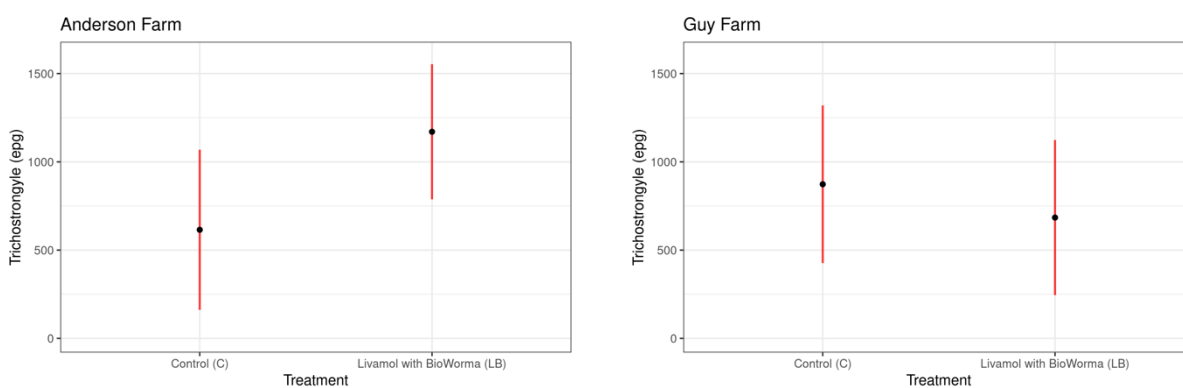 Anderson Farm
Trichostrongyle (epg)
1500
1000
500
0
Control (C)
Livamol with BioWorma (LB)
Treatment
Guy Farm
Trichostrongyle (epg)
1500
1000
500
0
Control (C)
Livamol with BioWorma (LB)
Treatment